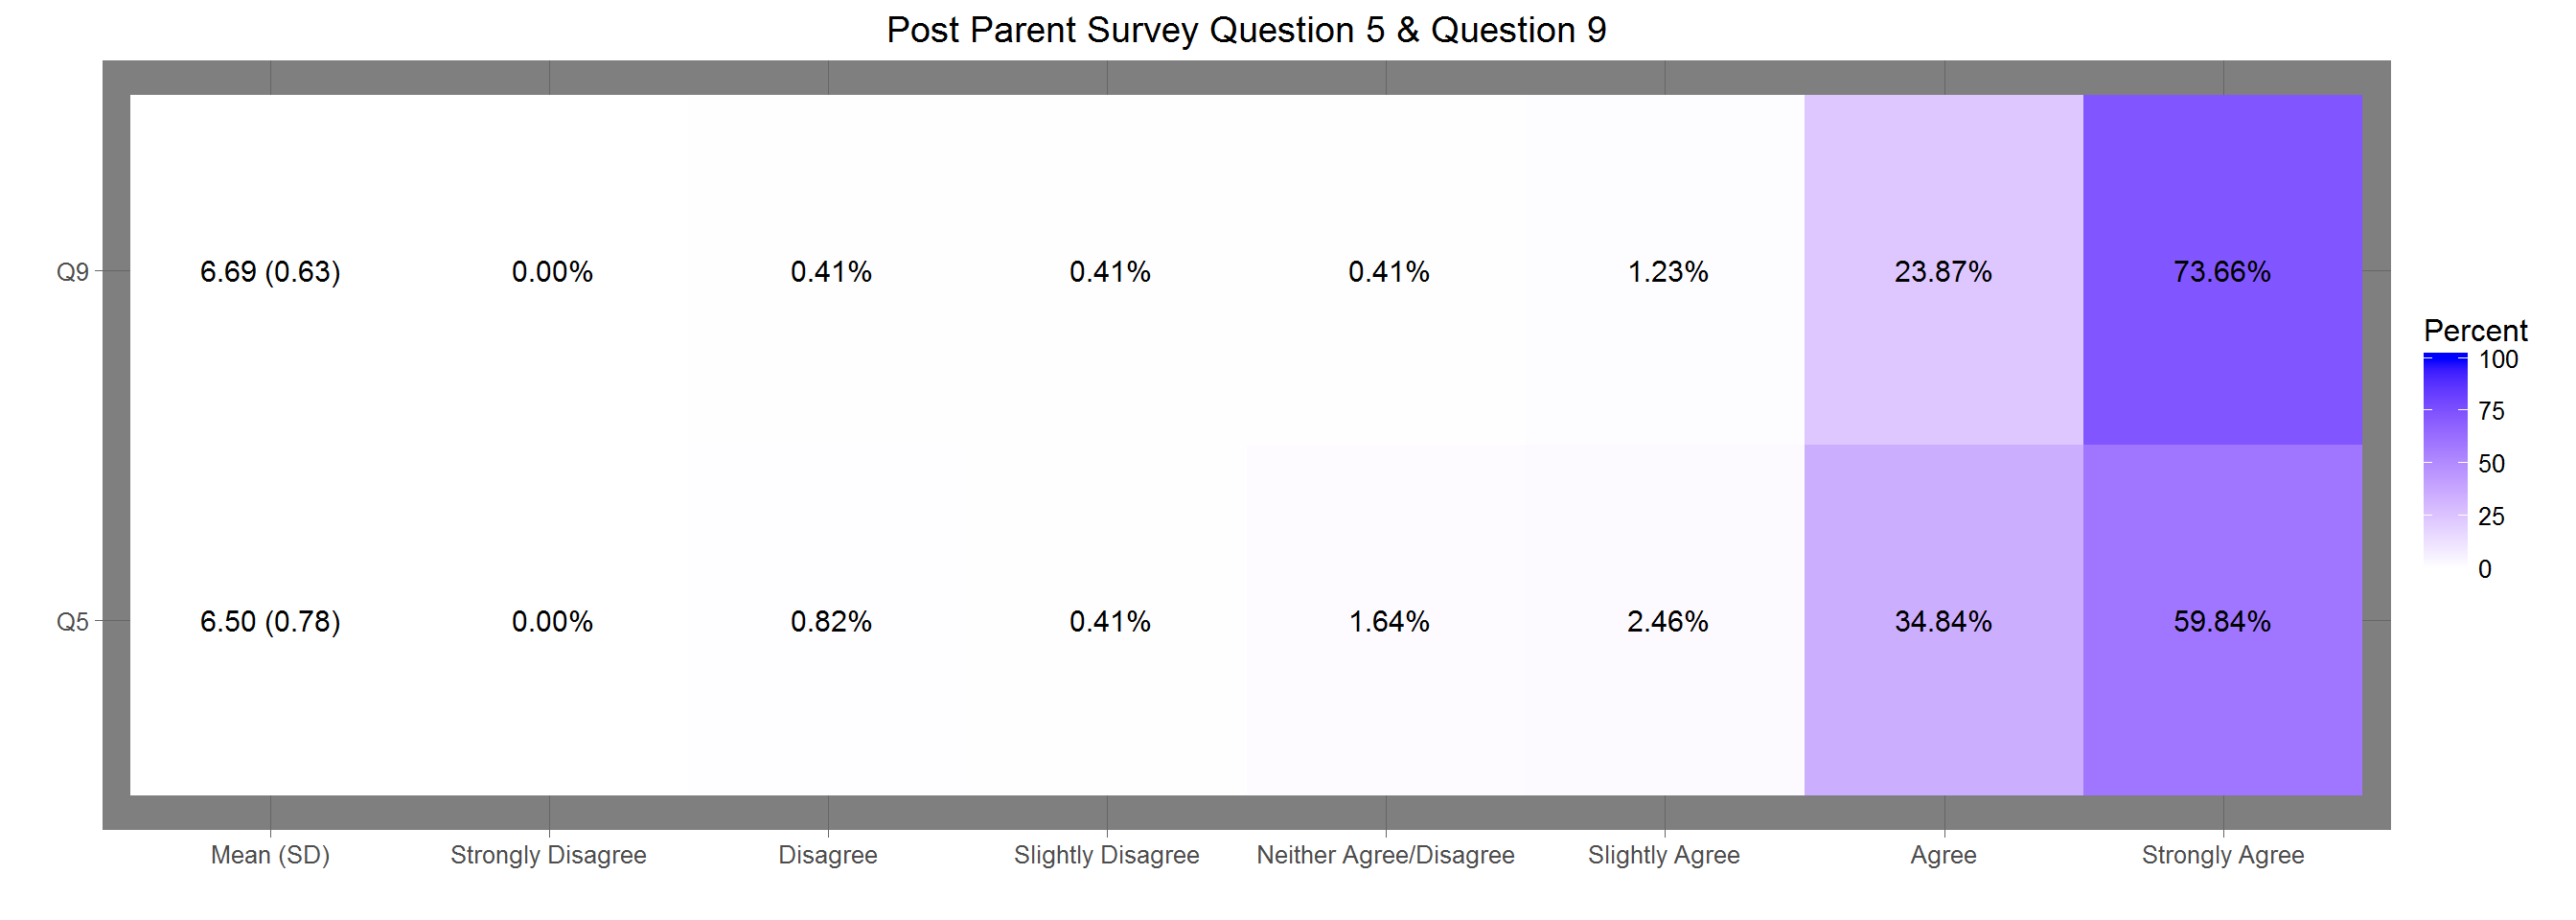 Post Parent Survey Question 5 & Question 9
Q9 6.69 (0.63) 0.00% 0.41% 0.41% 0.41% 1.23% 23.87% 73.66%
Q5 6.50 (0.78) 0.00% 0.82% 0.41% 1.64% 2.46% 34.84% 59.84%
Mean (SD) Strongly Disagree Disagree Slightly Disagree Neither Agree/Disagree Slightly Agree Agree Strongly Agree
Percent
100
75
50
25
0